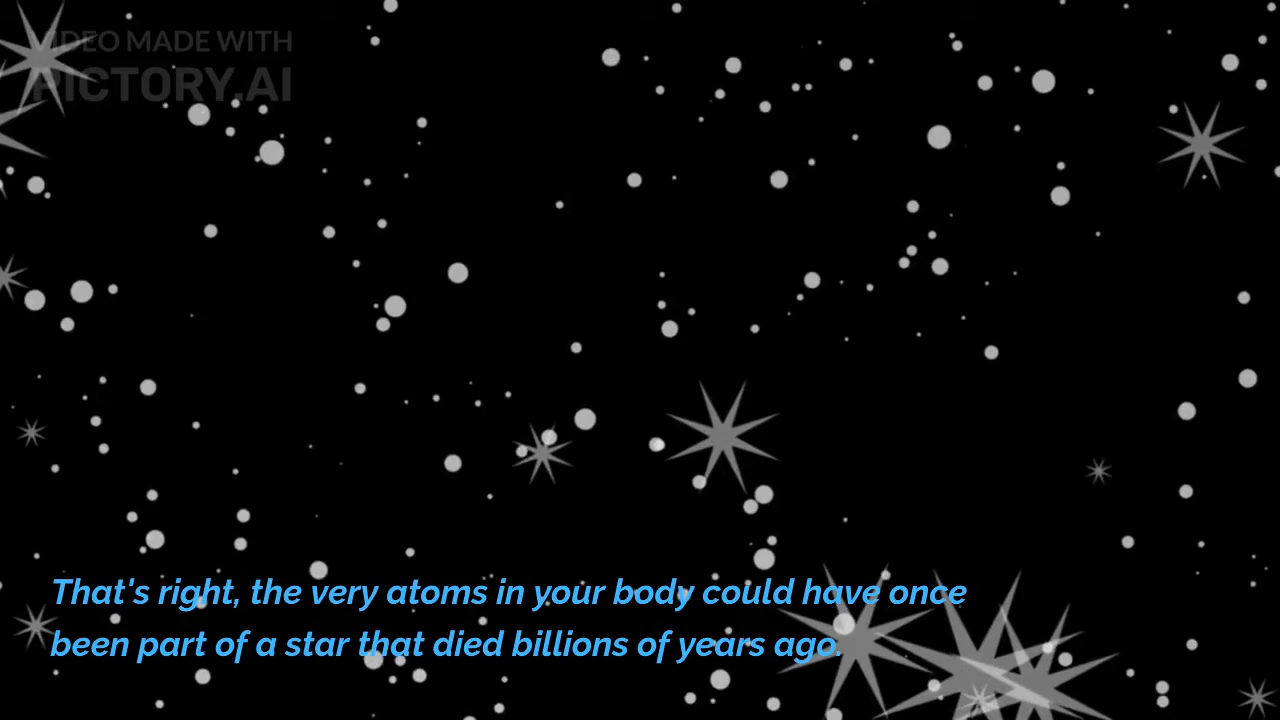 VIDEO MADE WITH
PICTORY.AI
That's right, the very atoms in your body could have once
been part of a star that died billions of years ago.